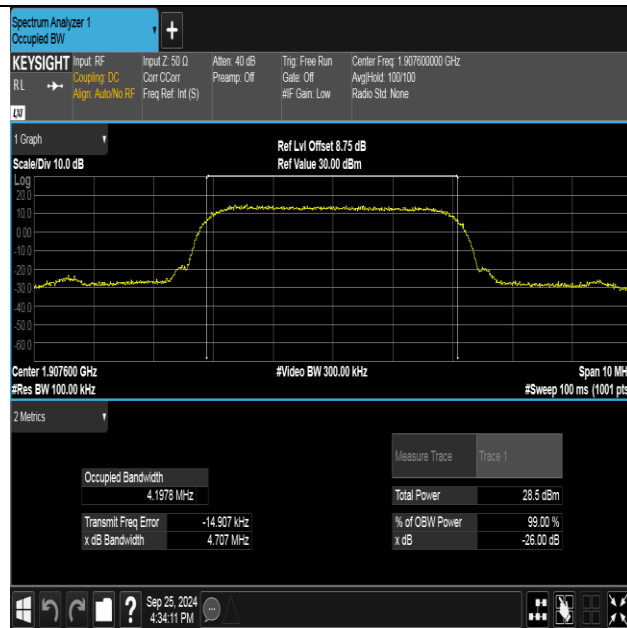 Spectrum Analyzer 1
Occupied BW
+
KEYSIGHT
R L
LXI
Input: RF
Coupling: DC
Align: Auto/No RF
Input Z: 50 Ω
Corr CCorr
Freq Ref: Int (S)
Atten: 40 dB
Preamp: Off
Trig: Free Run
Gate: Off
#IF Gain: Low
Center Freq: 1.907600000 GHz
Avg|Hold: 100/100
Radio Std: None
1 Graph
Scale/Div 10.0 dB
Ref Lvl Offset 8.75 dB
Ref Value 30.00 dBm
Log
20.0
10.0
0.00
-10.0
-20.0
-30.0
-40.0
-50.0
-60.0
Center 1.907600 GHz
#Res BW 100.00 kHz
#Video BW 300.00 kHz
Span 10 MH
#Sweep 100 ms (1001 pts
2 Metrics
Measure Trace Trace 1
Occupied Bandwidth
4.1978 MHz
Total Power 28.5 dBm
Transmit Freq Error -14.907 kHz
% of OBW Power 99.00 %
x dB Bandwidth 4.707 MHz
x dB -26.00 dB
?
Sep 25, 2024
4:34:11 PM